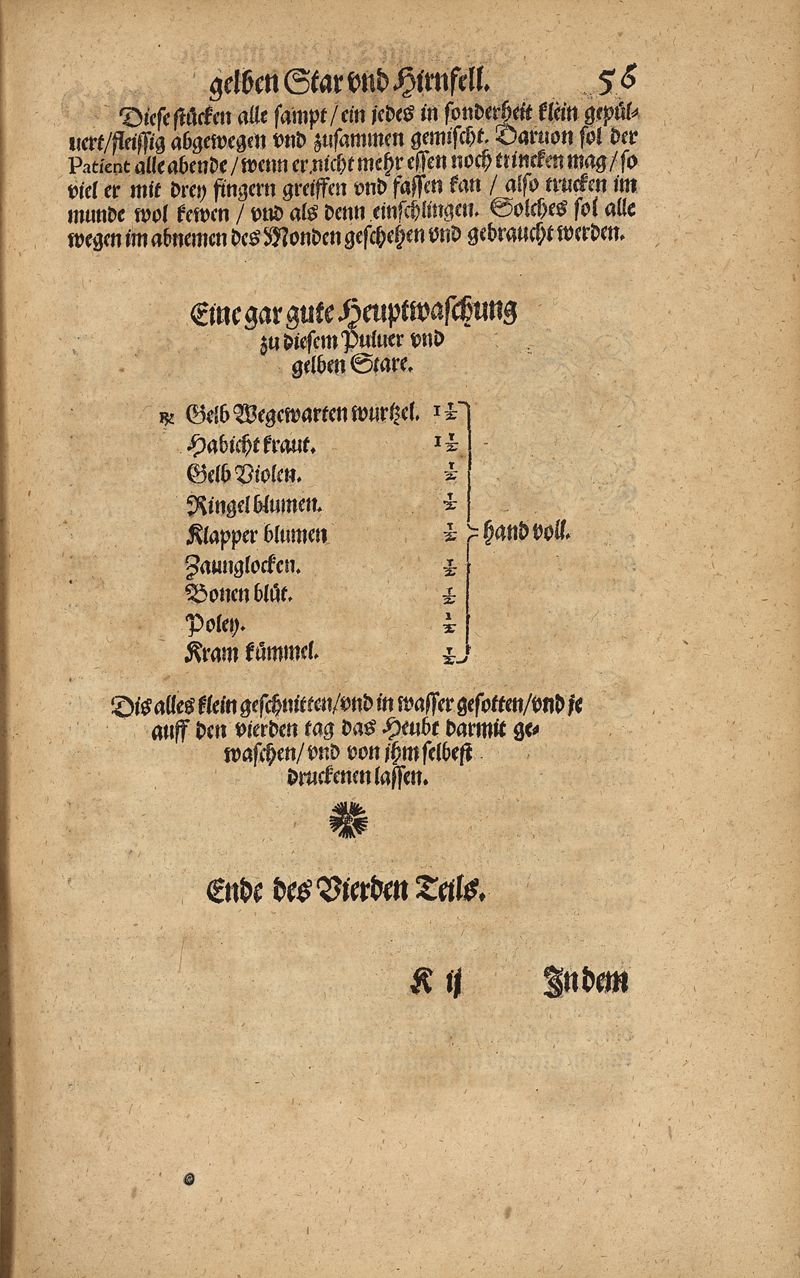 gelben Star vnd Hirnfell. 56
Diese stücken alle sampt / ein jedes in sonderheit klein gepül⸗
uert / fleissig abgewegen vnd zusammen gemischt. Daruon sol der
Patient alle abende / wenn er nicht mehr essen noch trincken mag / so
viel er mit drey fingern greiffen vnd fassen kan / also trucken im
munde wol kewen / vnd als denn einschlingen. Solches sol alle
wegen im abnemen des Monden geschehen vnd gebraucht werden.
Eine gar gute Heuptwaschung
zu diesem Puluer vnd
gelben Stare.
℞ Gelb Wegewarten wurtzel. 1 ½
Habicht kraut. 1 ½
Gelb Violen. ½
Ringel blumen. ½
Klapper blumen ½ hand voll.
Zaunglocken. ½
Bonen blüt. ½
Poley. ½
Kram kümmel. ½
Dis alles klein geschnitten / vnd in wasser gesotten / vnd je
auff den vierden tag das Heubt darmit ge⸗
waschen / vnd von jhm selbest
druckenen lassen.
Ende des Vierden Teils.
K ij Jn dem